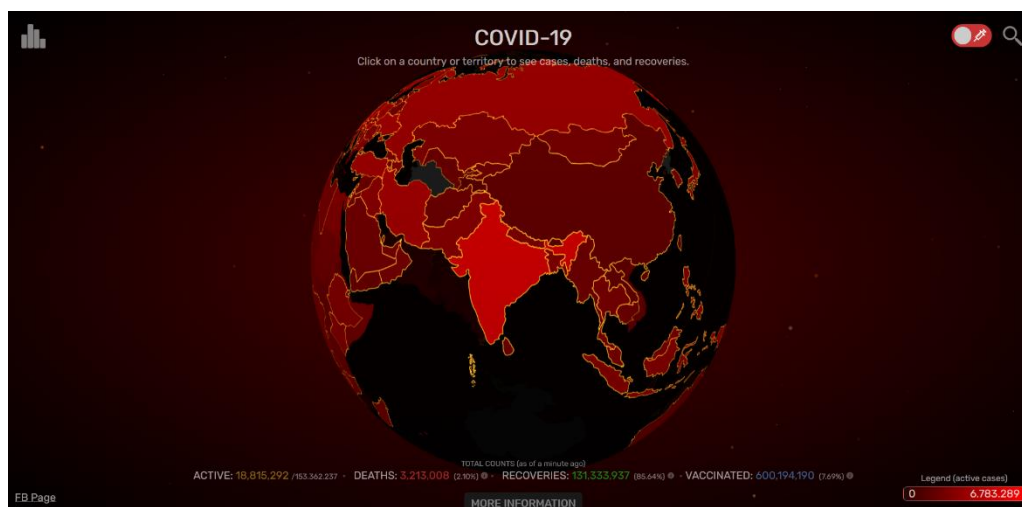 COVID-19
Click on a country or territory to see cases, deaths, and recoveries.
TOTAL COUNTS (as of a minute ago)
ACTIVE: 18,815,292 /153,362,237 - DEATHS: 3,213,008 (2.10%) - RECOVERIES: 131,333,937 (85.64%) - VACCINATED: 600,194,190 (7.69%)
Legend (active cases)
0 6.783.289
FB Page
MORE INFORMATION